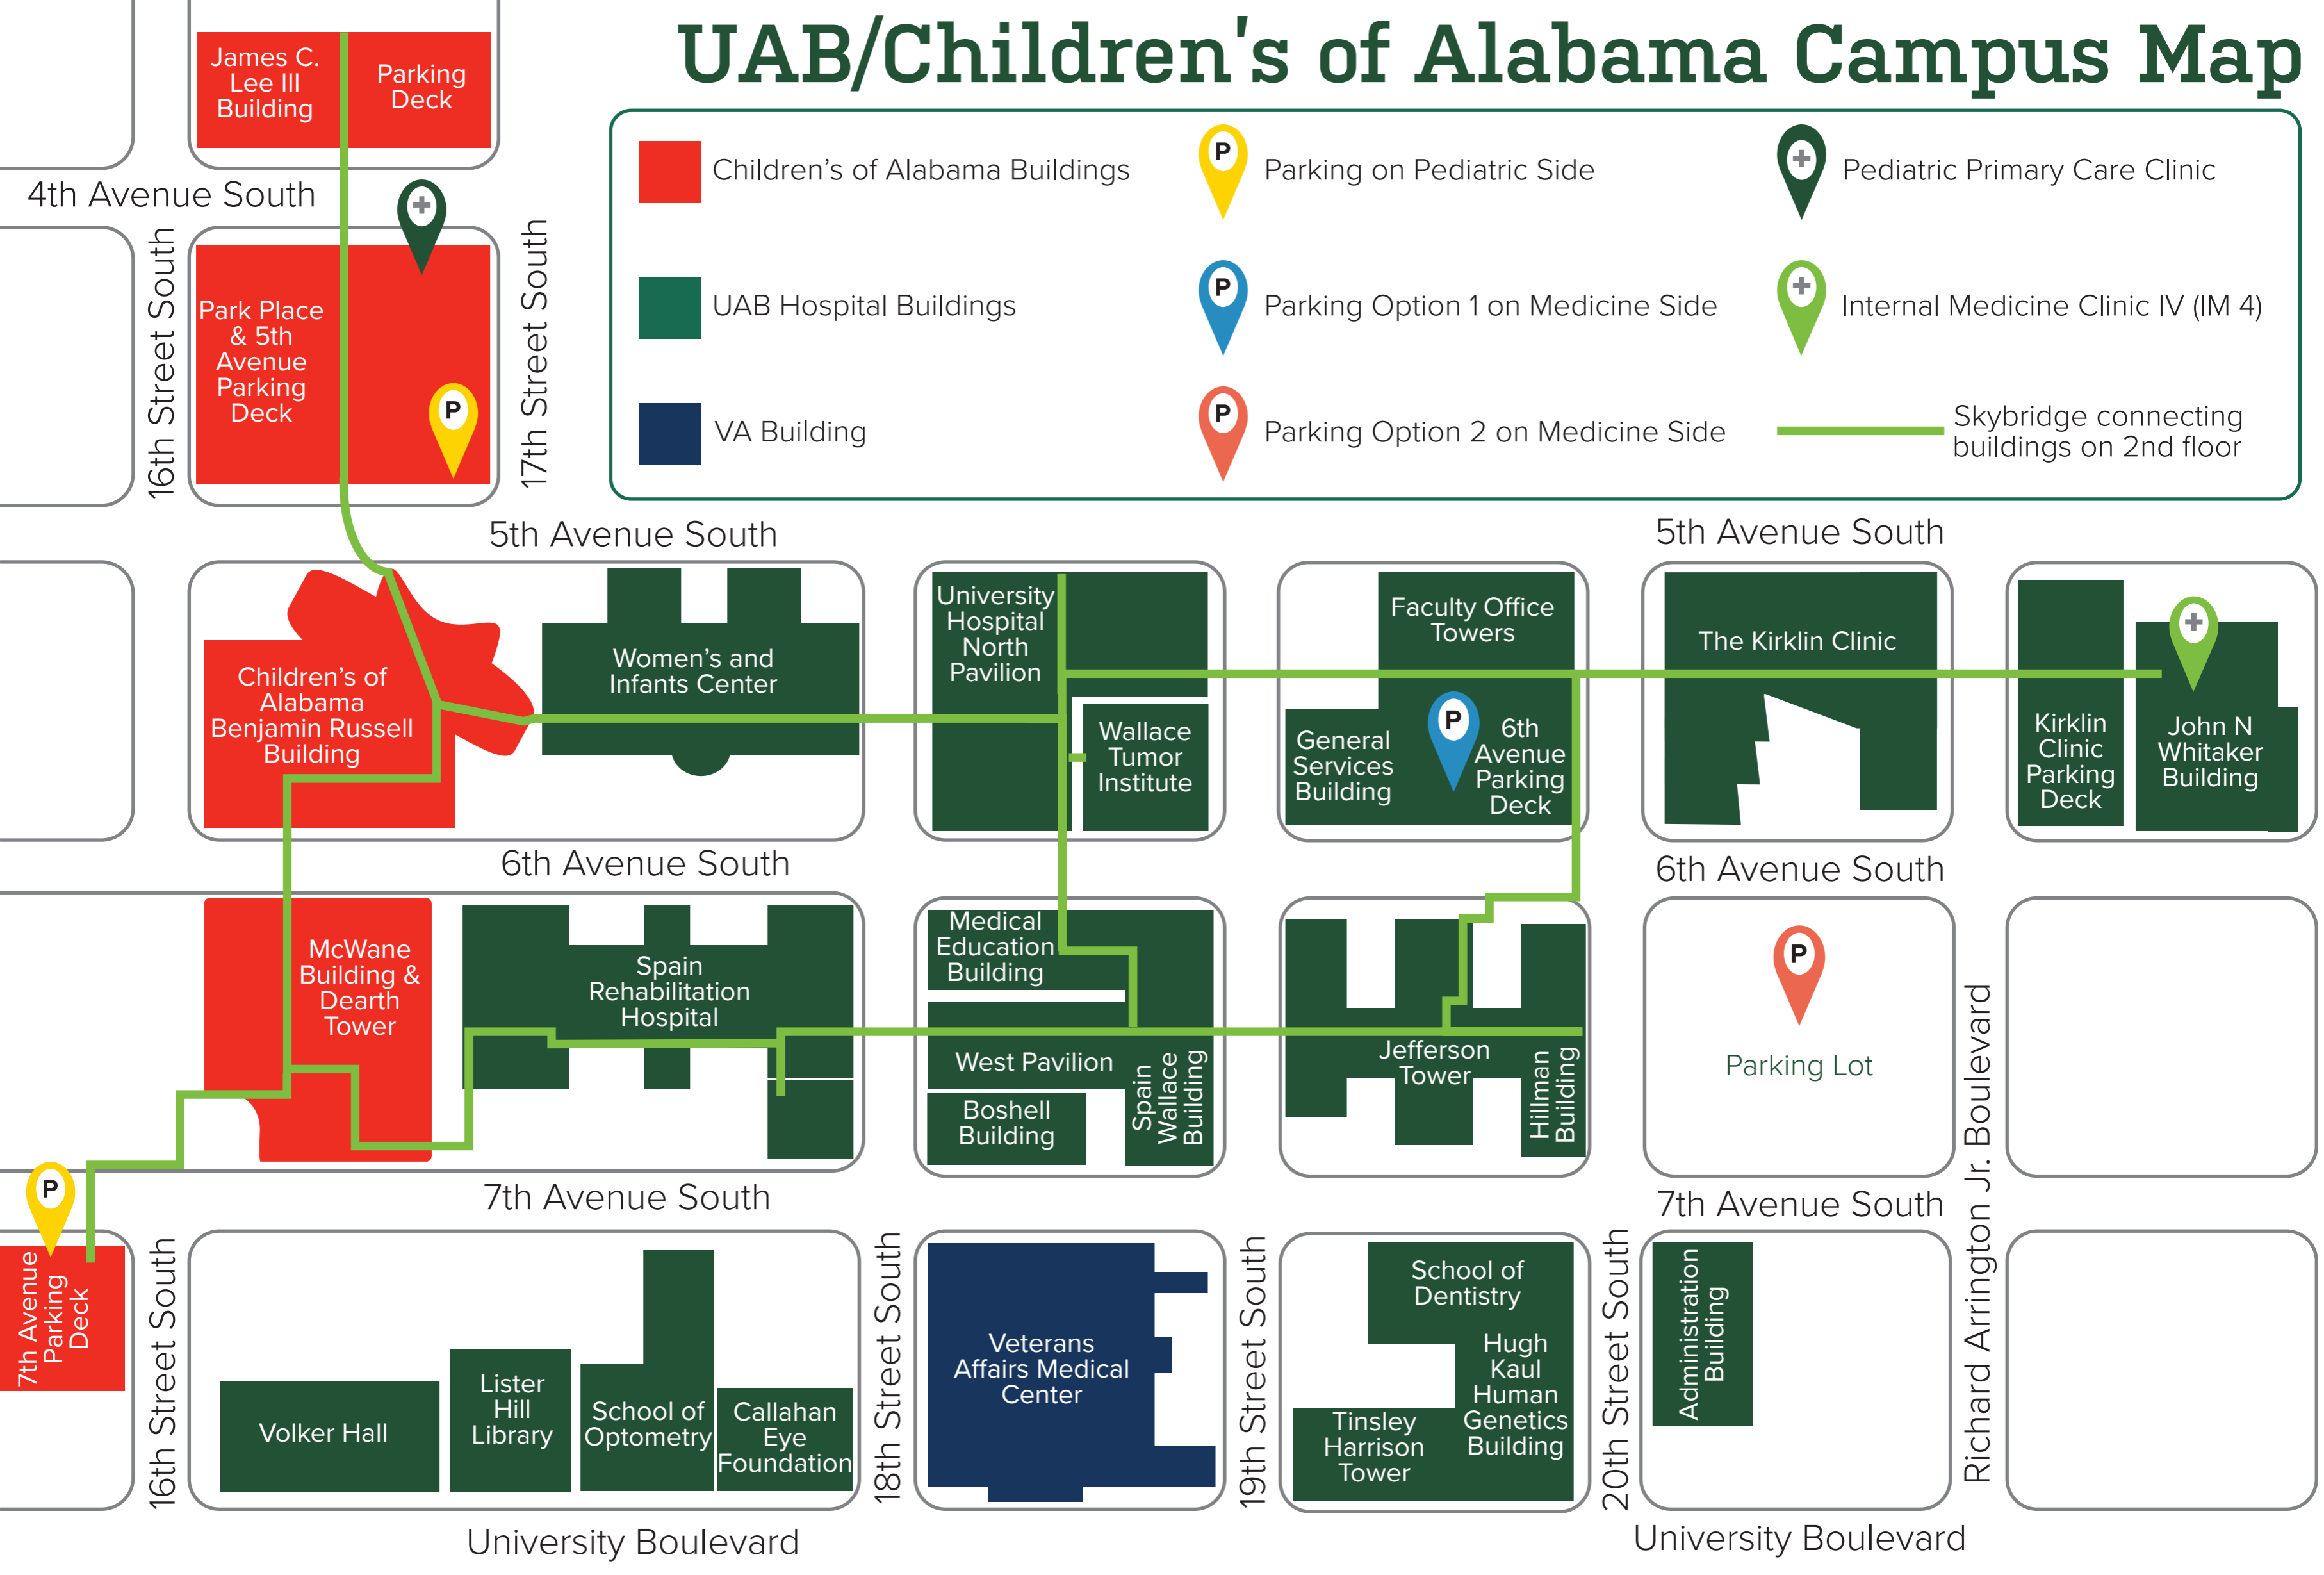 UAB/Children's of Alabama Campus Map
James C.
Lee III
Building
Parking
Deck
Children's of Alabama Buildings
P
Parking on Pediatric Side
Pediatric Primary Care Clinic
4th Avenue South
16th Street South
17th Street South
Park Place
& 5th
Avenue
Parking
Deck
P
UAB Hospital Buildings
P
Parking Option 1 on Medicine Side
Internal Medicine Clinic IV (IM 4)
VA Building
P
Parking Option 2 on Medicine Side
Skybridge connecting
buildings on 2nd floor
5th Avenue South
5th Avenue South
Children's of
Alabama
Benjamin Russell
Building
Women's and
Infants Center
University
Hospital
North
Pavilion
Wallace
Tumor
Institute
Faculty Office
Towers
General
Services
Building
P
6th
Avenue
Parking
Deck
The Kirklin Clinic
Kirklin
Clinic
Parking
Deck
John N
Whitaker
Building
6th Avenue South
6th Avenue South
McWane
Building &
Dearth
Tower
Spain
Rehabilitation
Hospital
Medical
Education
Building
West Pavilion
Boshell
Building
Spain
Wallace
Building
Jefferson
Tower
Hillman
Building
P
Parking Lot
Richard Arrington Jr. Boulevard
7th Avenue South
7th Avenue South
P
7th Avenue
Parking
Deck
16th Street South
Volker Hall
Lister
Hill
Library
School of
Optometry
Callahan
Eye
Foundation
18th Street South
Veterans
Affairs Medical
Center
19th Street South
School of
Dentistry
Hugh
Kaul
Human
Genetics
Building
Tinsley
Harrison
Tower
20th Street South
Administration
Building
University Boulevard
University Boulevard